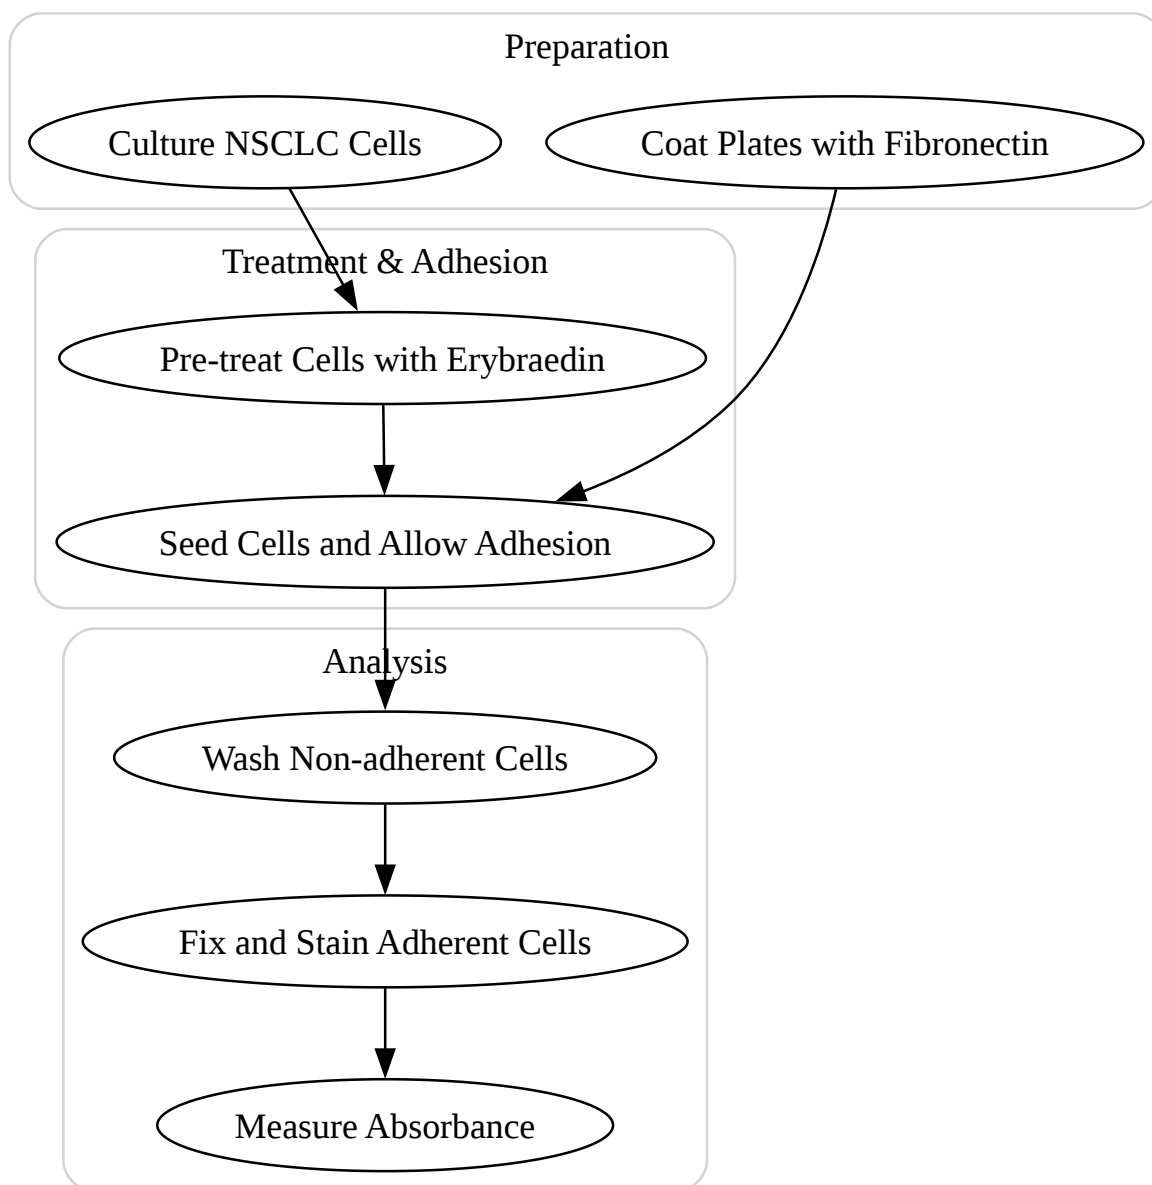 Preparation
Culture NSCLC Cells
Coat Plates with Fibronectin
Treatment & Adhesion
Pre-treat Cells with Erybraedin
Seed Cells and Allow Adhesion
Analysis
Wash Non-adherent Cells
Fix and Stain Adherent Cells
Measure Absorbance